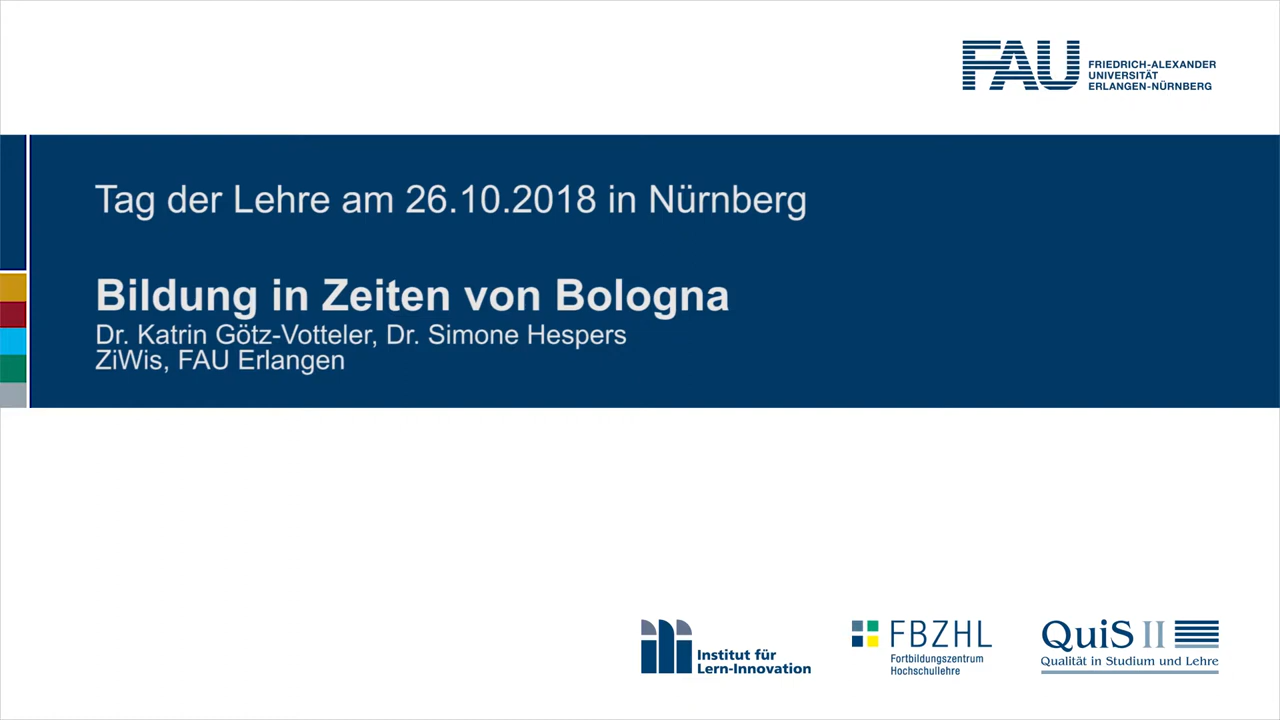 FAU
FRIEDRICH-ALEXANDER
UNIVERSITÄT
ERLANGEN-NÜRNBERG
Tag der Lehre am 26.10.2018 in Nürnberg
Bildung in Zeiten von Bologna
Dr. Katrin Götz-Votteler, Dr. Simone Hespers
ZiWis, FAU Erlangen
Institut für
Lern-Innovation
FBZHL
Fortbildungszentrum
Hochschullehre
QuiS II
Qualität in Studium und Lehre